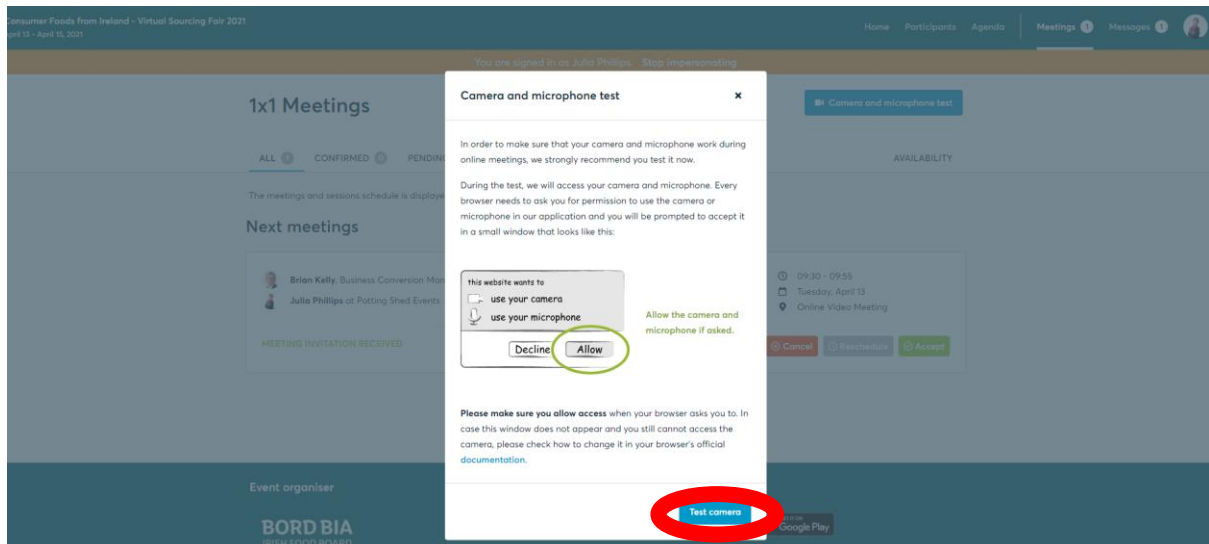 Consumer Foods from Ireland - Virtual Sourcing Fair 2021
April 13 - April 15, 2021
Home Participants Agenda Meetings 1 Messages 1
You are signed in as Julia Phillips. Stop impersonating
1x1 Meetings
Camera and microphone test
ALL CONFIRMED PENDING
AVAILABILITY
The meetings and sessions schedule is displaye
Next meetings
Brian Kelly, Business Conversion Man
Julia Phillips at Potting Shed Events
MEETING INVITATION RECEIVED
09:30 - 09:55
Tuesday, April 13
Online Video Meeting
Cancel Reschedule Accept
Camera and microphone test ×
In order to make sure that your camera and microphone work during
online meetings, we strongly recommend you test it now.
During the test, we will access your camera and microphone. Every
browser needs to ask you for permission to use the camera or
microphone in our application and you will be prompted to accept it
in a small window that looks like this:
this website wants to
use your camera
use your microphone
Decline Allow
Allow the camera and
microphone if asked.
Please make sure you allow access when your browser asks you to. In
case this window does not appear and you still cannot access the
camera, please check how to change it in your browser's official
documentation.
Test camera
Event organiser
BORD BIA
IRISH FOOD BOARD
Google Play